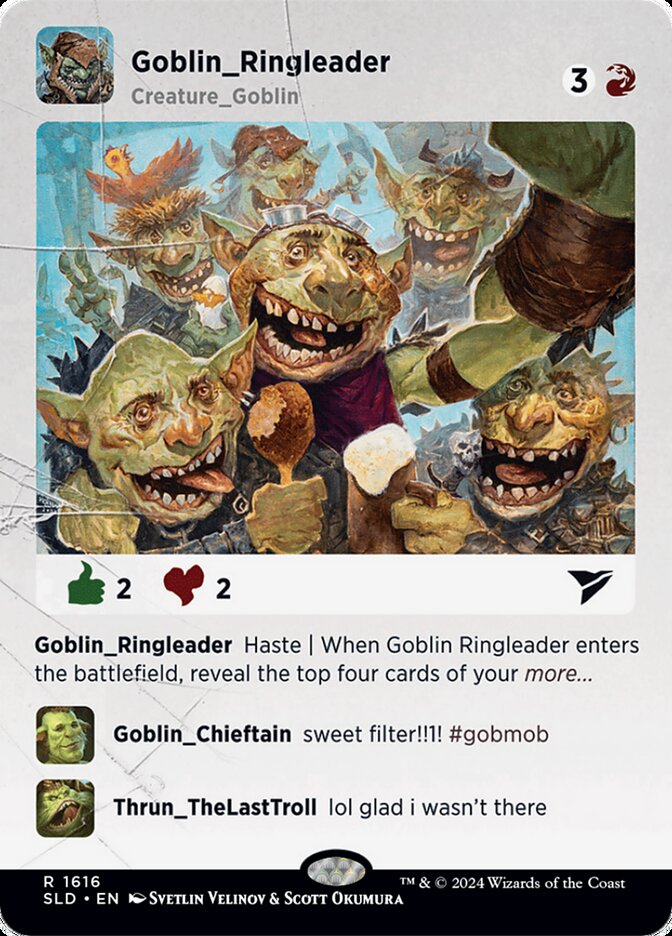 Goblin_Ringleader
Creature_Goblin
3
2 2
Goblin_Ringleader Haste | When Goblin Ringleader enters
the battlefield, reveal the top four cards of your more...
Goblin_Chieftain sweet filter!!1! #gobmob
Thrun_TheLastTroll lol glad i wasn't there
R 1616
SLD • EN Svetlin Velinov & Scott Okumura
™ & © 2024 Wizards of the Coast